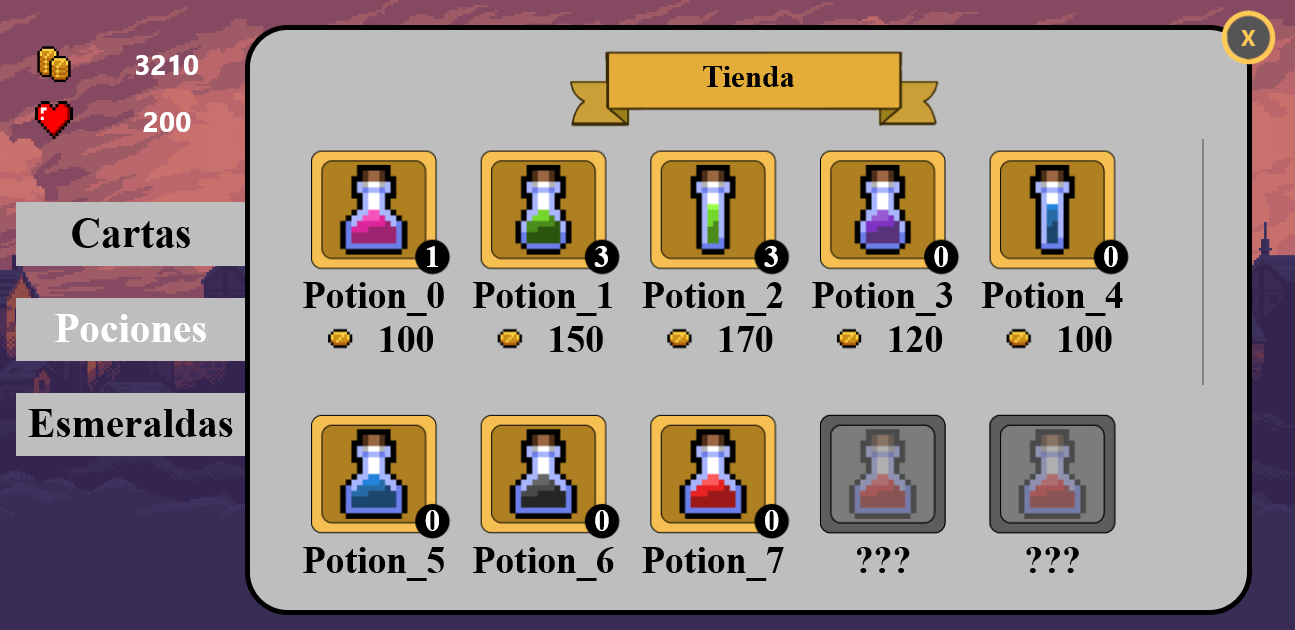 3210
200
X
Tienda
Cartas
Pociones
Esmeraldas
1 3 3 0 0
Potion_0 Potion_1 Potion_2 Potion_3 Potion_4
100 150 170 120 100
0 0 0
Potion_5 Potion_6 Potion_7 ??? ???